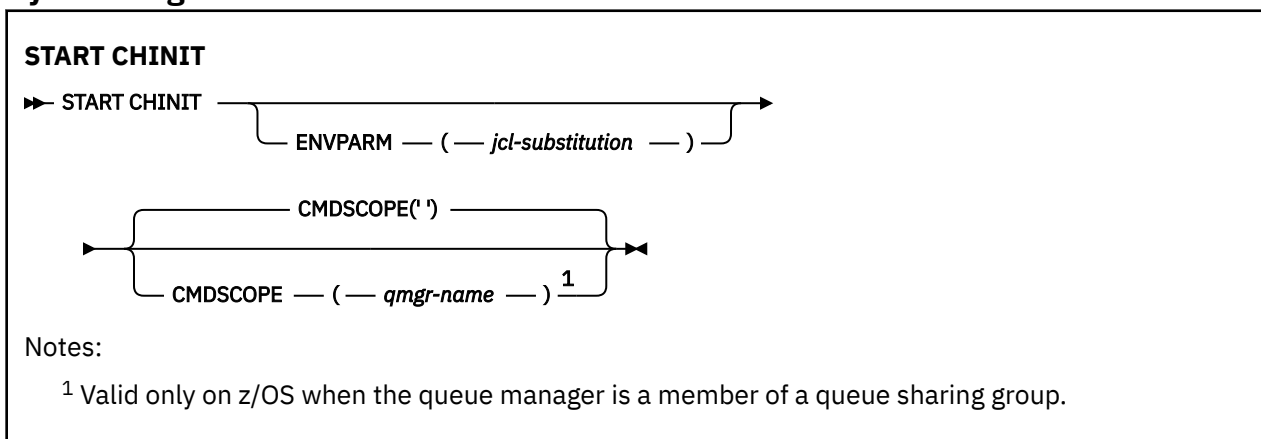 START CHINIT
START CHINIT
ENVPARM ( jcl-substitution )
CMDSCOPE(' ')
CMDSCOPE ( qmgr-name ) 1
Notes:
1 Valid only on z/OS when the queue manager is a member of a queue sharing group.